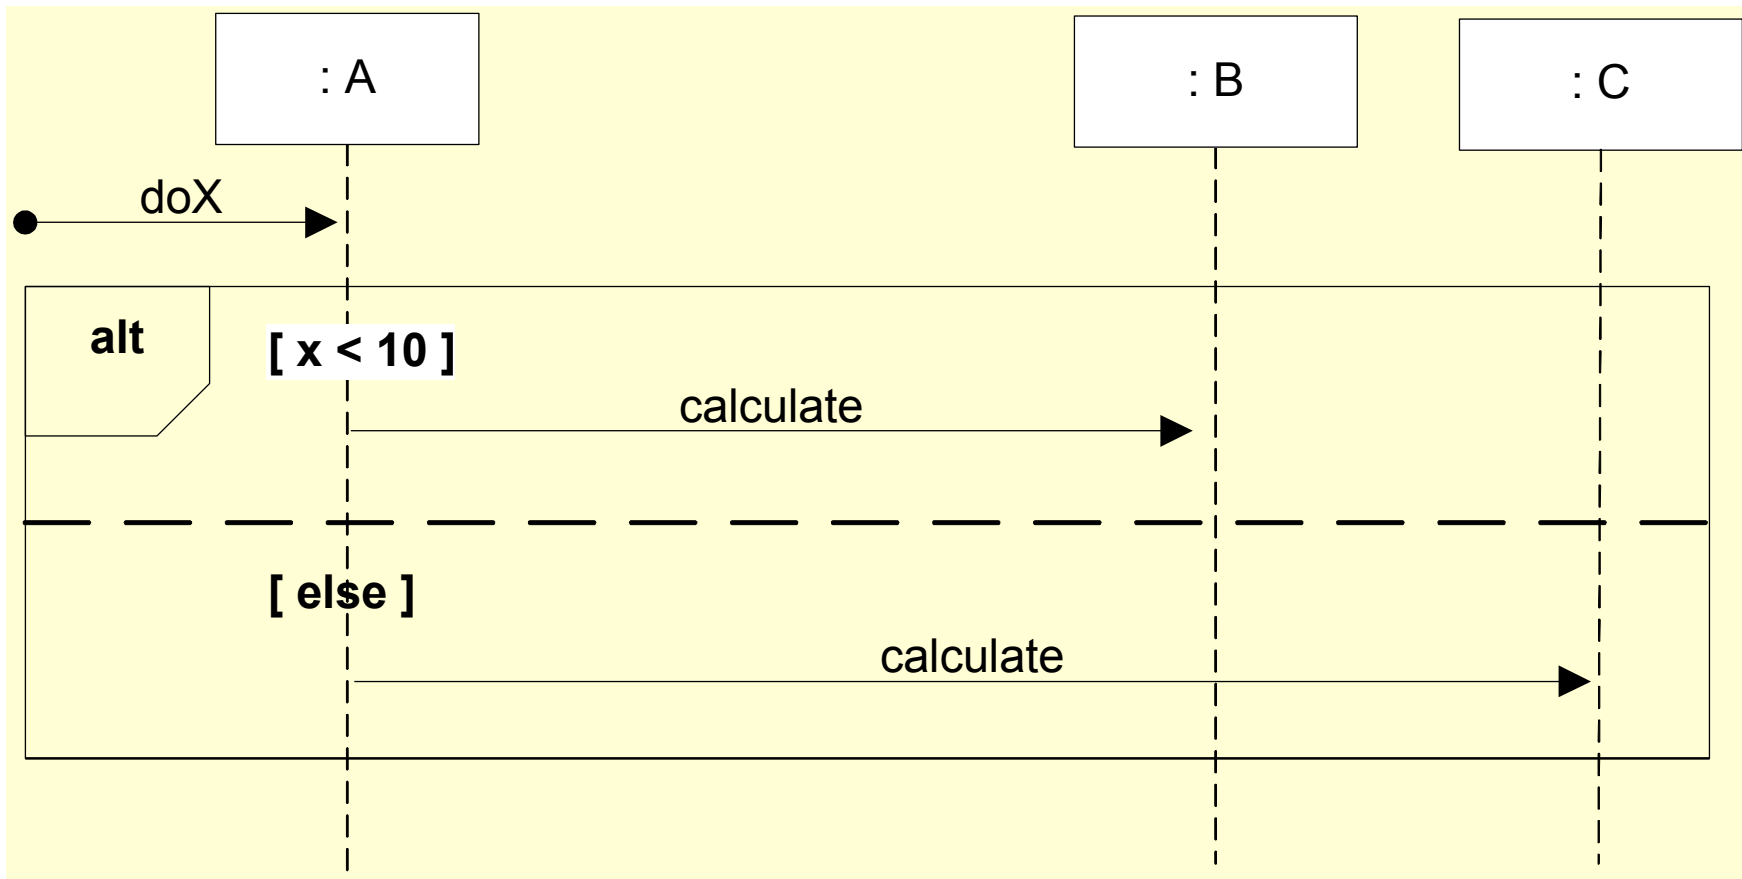 : A
: B
: C
doX
alt
[ x < 10 ]
calculate
[ else ]
calculate